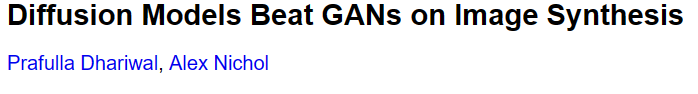 Diffusion Models Beat GANs on Image Synthesis
Prafulla Dhariwal, Alex Nichol